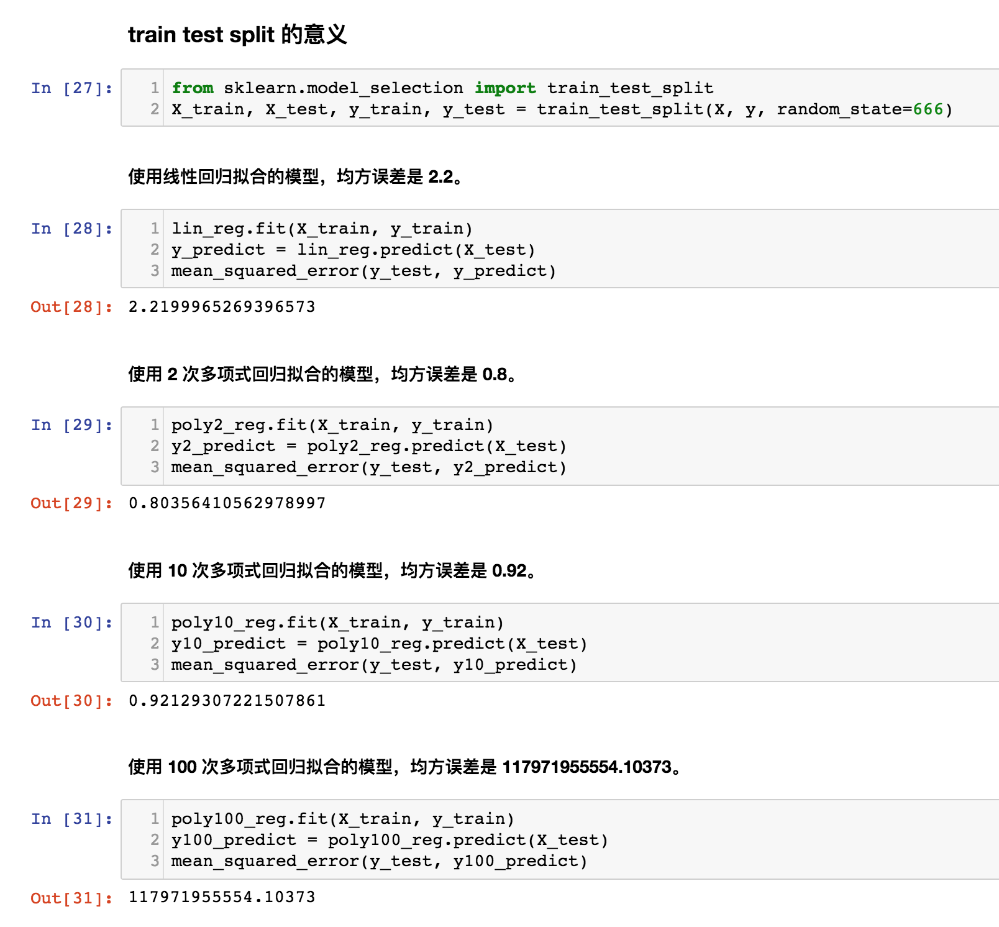 train test split 的意义
In [27]:
1 from sklearn.model_selection import train_test_split
2 X_train, X_test, y_train, y_test = train_test_split(X, y, random_state=666)
使用线性回归拟合的模型，均方误差是 2.2。
In [28]:
1 lin_reg.fit(X_train, y_train)
2 y_predict = lin_reg.predict(X_test)
3 mean_squared_error(y_test, y_predict)
Out[28]: 2.2199965269396573
使用 2 次多项式回归拟合的模型，均方误差是 0.8。
In [29]:
1 poly2_reg.fit(X_train, y_train)
2 y2_predict = poly2_reg.predict(X_test)
3 mean_squared_error(y_test, y2_predict)
Out[29]: 0.80356410562978997
使用 10 次多项式回归拟合的模型，均方误差是 0.92。
In [30]:
1 poly10_reg.fit(X_train, y_train)
2 y10_predict = poly10_reg.predict(X_test)
3 mean_squared_error(y_test, y10_predict)
Out[30]: 0.92129307221507861
使用 100 次多项式回归拟合的模型，均方误差是 117971955554.10373。
In [31]:
1 poly100_reg.fit(X_train, y_train)
2 y100_predict = poly100_reg.predict(X_test)
3 mean_squared_error(y_test, y100_predict)
Out[31]: 117971955554.10373